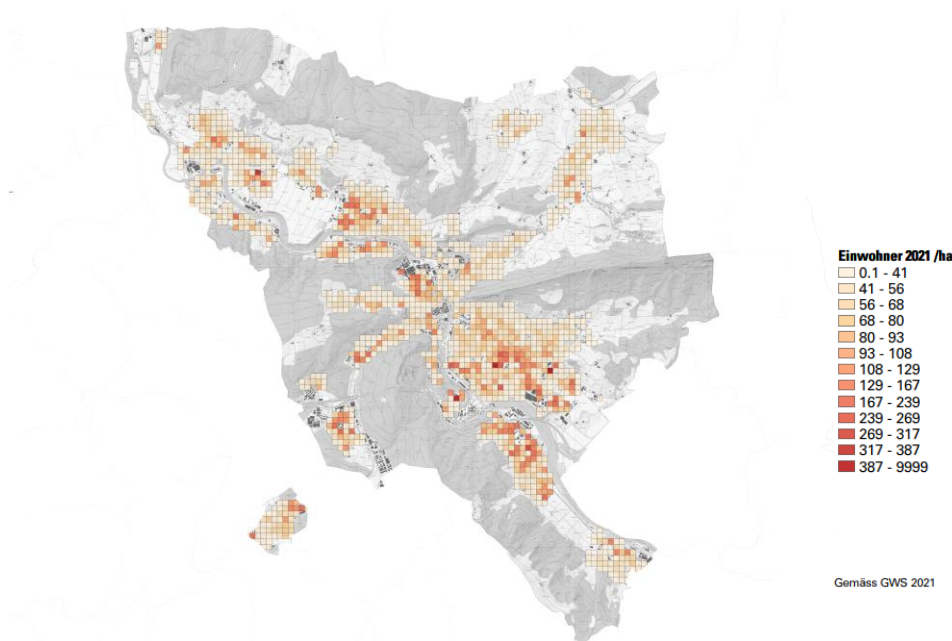 Einwohner 2021 /ha
0.1 - 41
41 - 56
56 - 68
68 - 80
80 - 93
93 - 108
108 - 129
129 - 167
167 - 239
239 - 269
269 - 317
317 - 387
387 - 9999
Gemäss GWS 2021